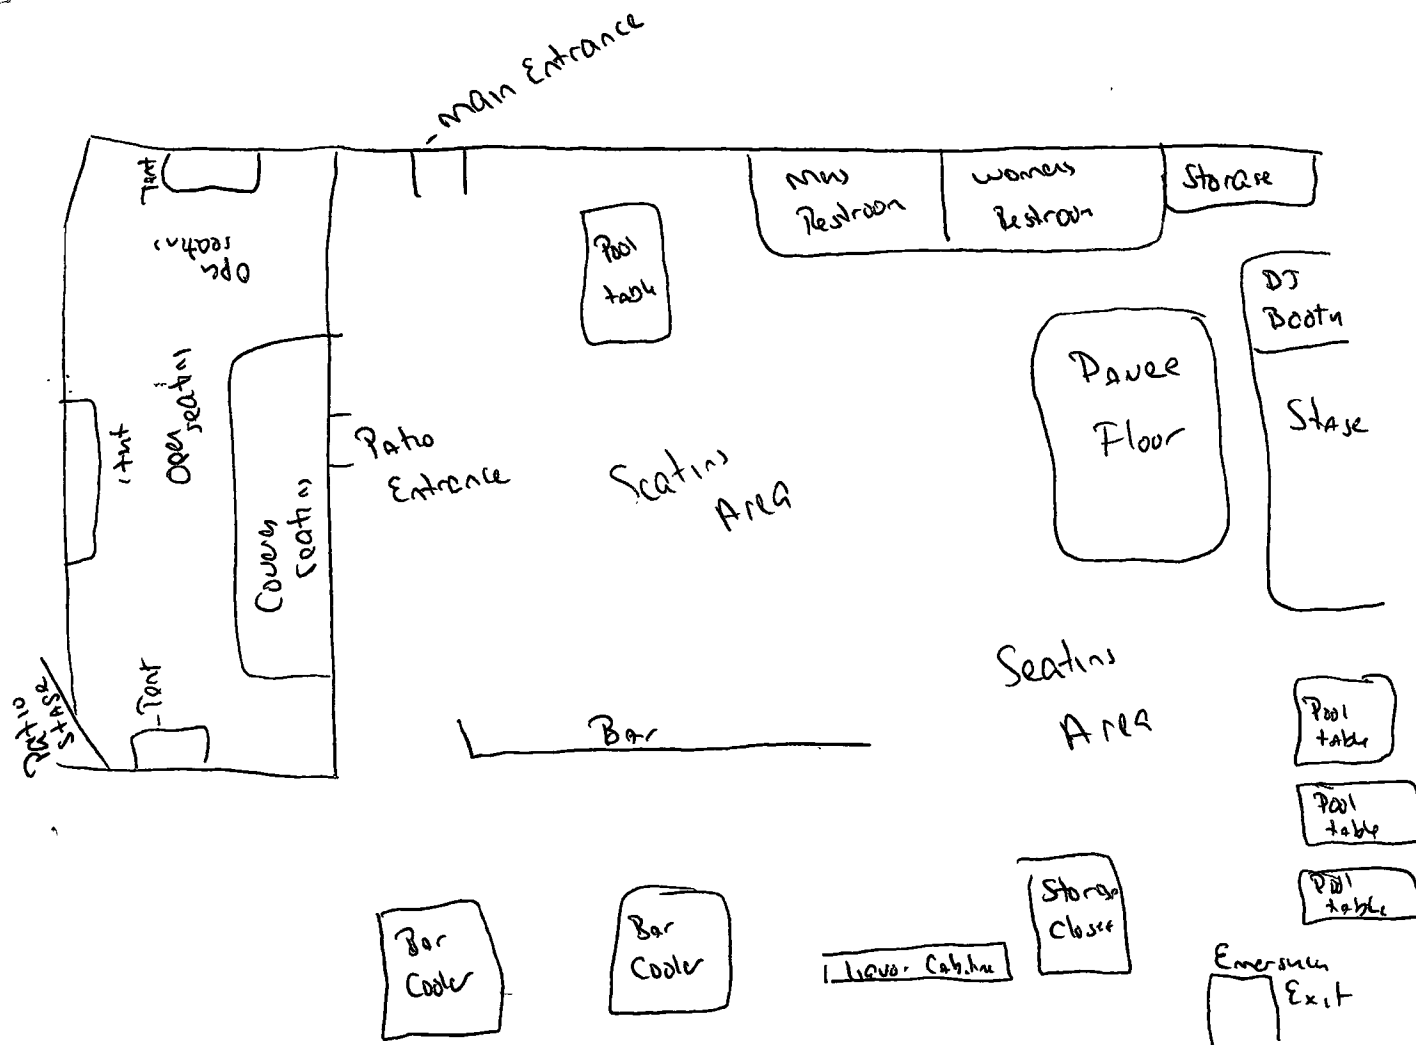 Main Entrance
Tent
Open
seating
Mens
Restroom
Womens
Restroom
Storage
Pool
table
DJ
Booth
Dance
Floor
Stage
Tent
Open
seating
Covered
seating
Patio
Entrance
Seating
Area
Seating
Area
Patio
Stage
Tent
Bar
Pool
table
Pool
table
Pool
table
Bar
Cooler
Bar
Cooler
Liquor Cabinet
Storage
Closet
Emergency
Exit